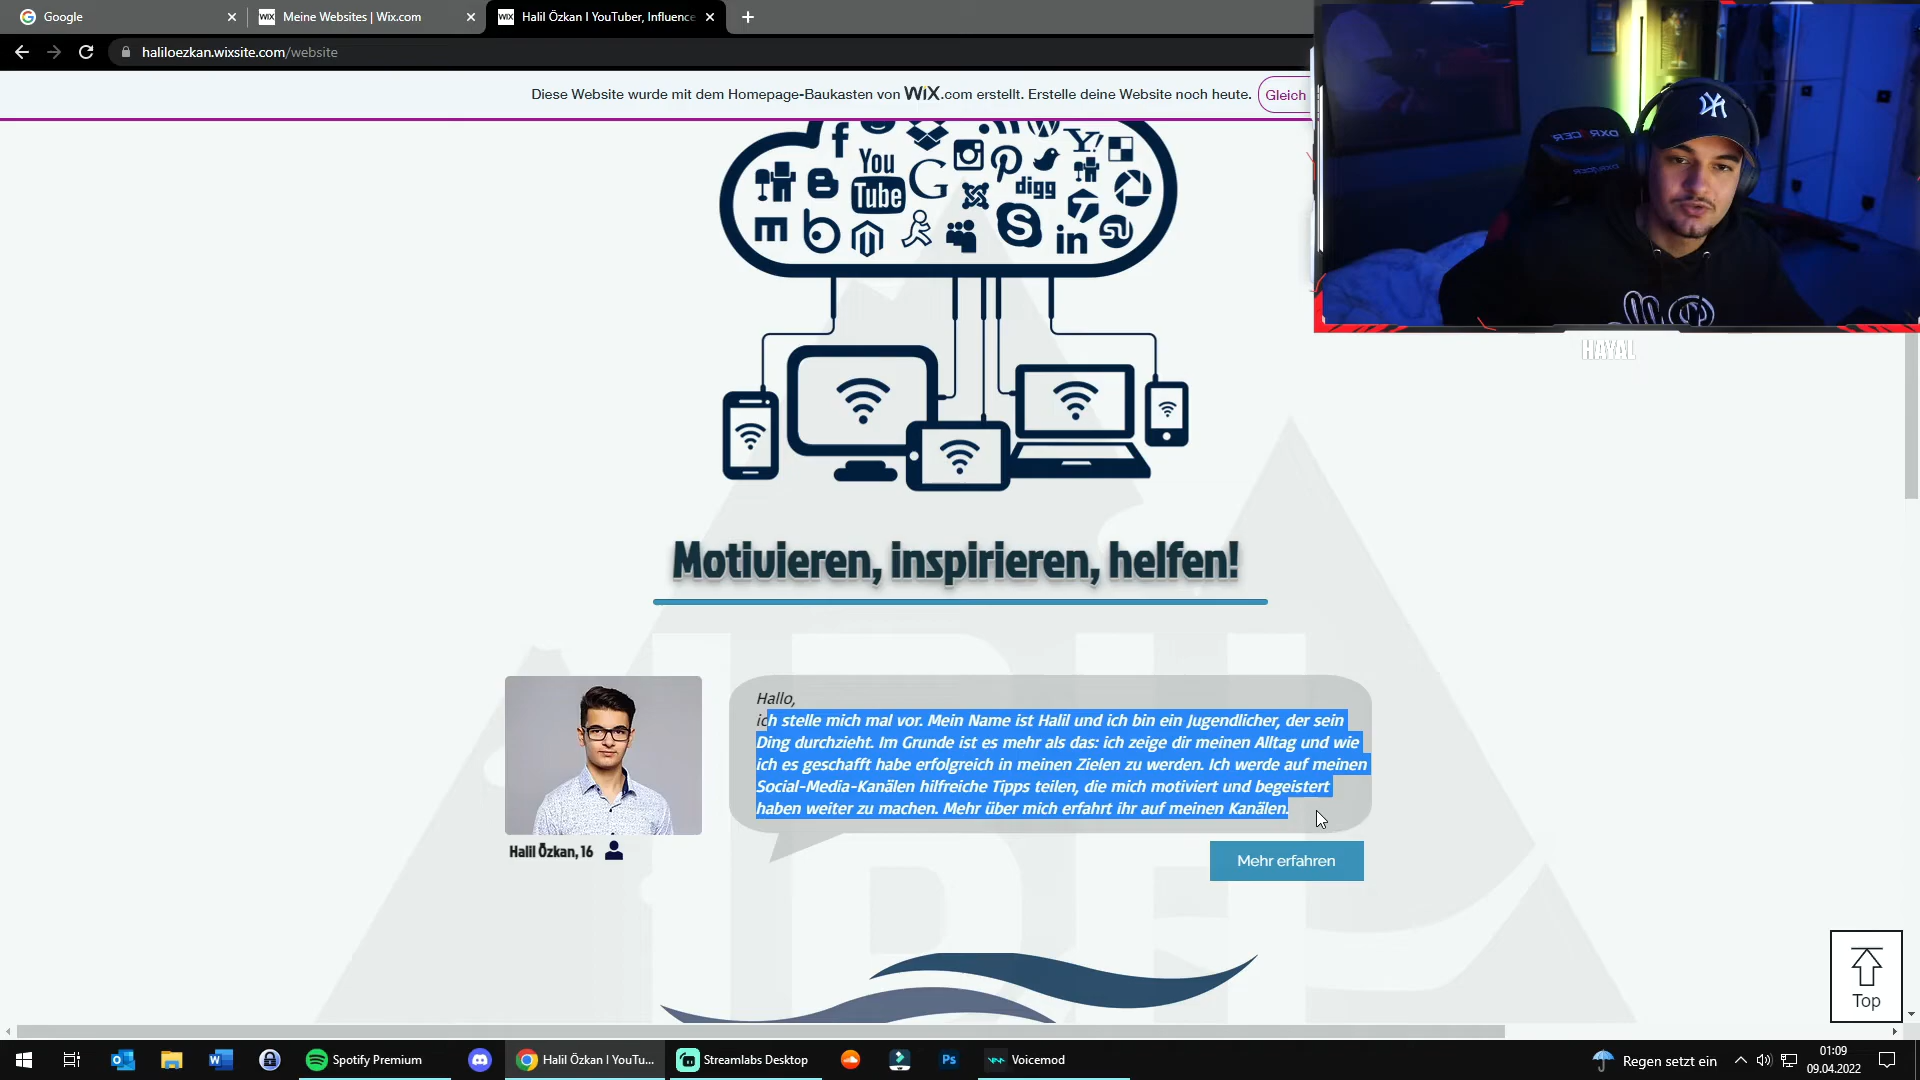 Google
Meine Websites | Wix.com
Halil Özkan I YouTuber, Influence
haliloezkan.wixsite.com/website
Diese Website wurde mit dem Homepage-Baukasten von WiX.com erstellt. Erstelle deine Website noch heute.
Gleich
You
Tube
digg
HAYAL
Motivieren, inspirieren, helfen!
Hallo,
ich stelle mich mal vor. Mein Name ist Halil und ich bin ein Jugendlicher, der sein
Ding durchzieht. Im Grunde ist es mehr als das: ich zeige dir meinen Alltag und wie
ich es geschafft habe erfolgreich in meinen Zielen zu werden. Ich werde auf meinen
Social-Media-Kanälen hilfreiche Tipps teilen, die mich motiviert und begeistert
haben weiter zu machen. Mehr über mich erfahrt ihr auf meinen Kanälen.
Halil Özkan, 16
Mehr erfahren
Top
Spotify Premium
Halil Özkan I YouTu...
Streamlabs Desktop
Ps
Voicemod
Regen setzt ein
01:09
09.04.2022